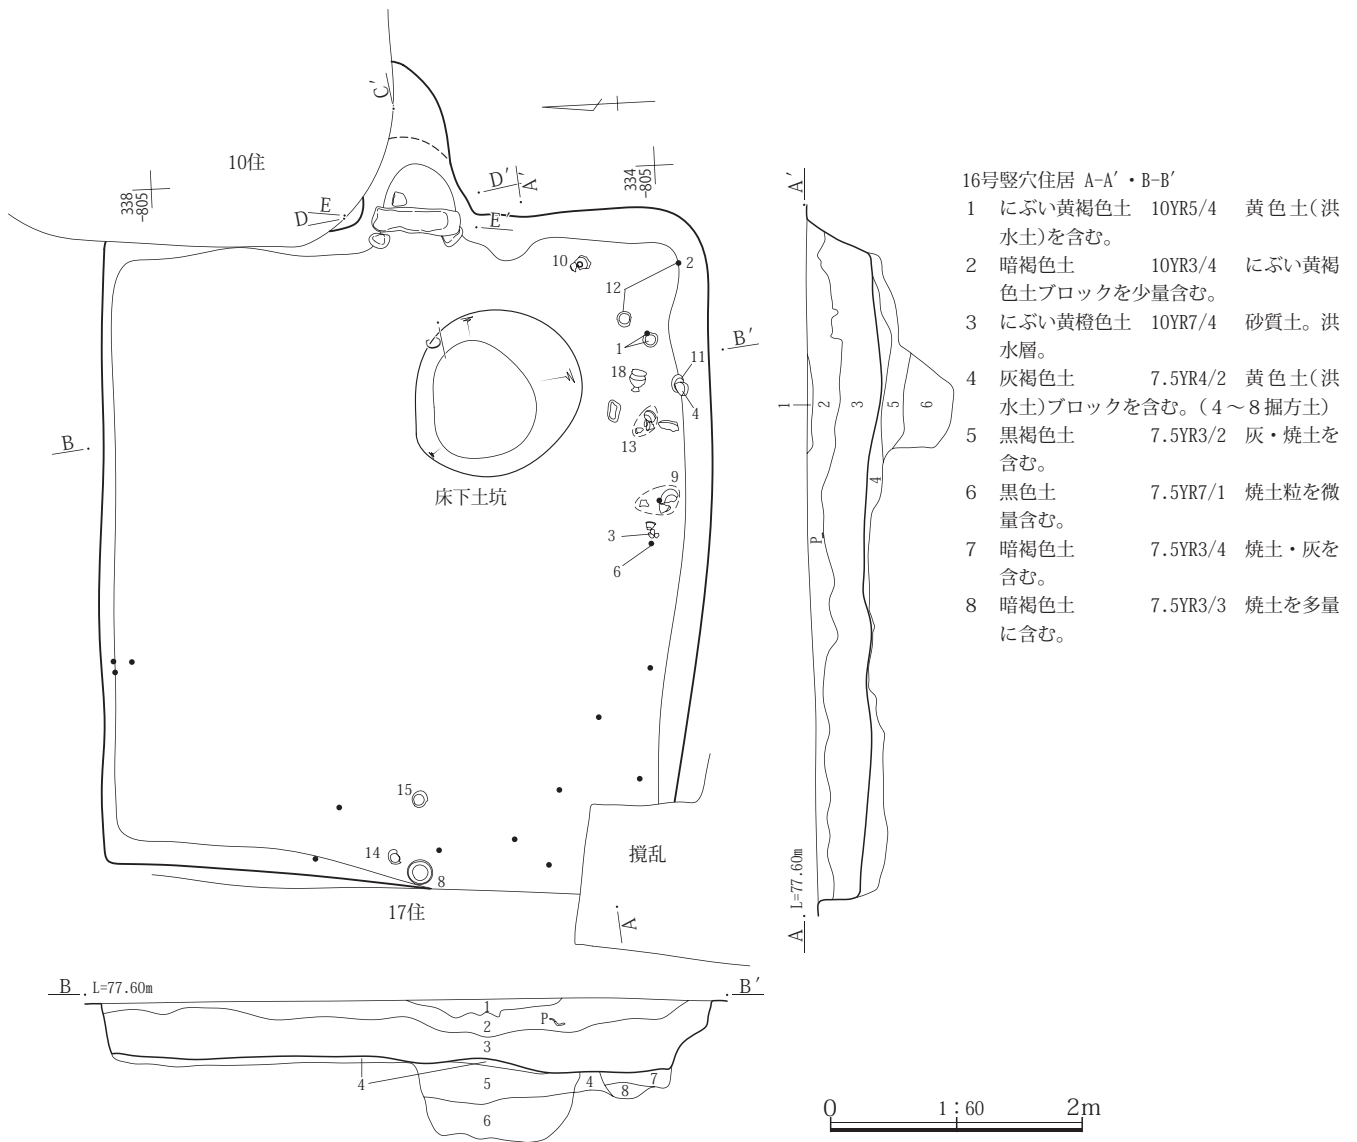 C′
10住
338
-805
334
-805
D′
A′
E
D
E′
10
2
12
1
B′
18
11
4
13
B
床下土坑
9
3
6
15
14
8
撹乱
17住
A
A′
1
2
3
5
6
4
P
L=77.60m
A
16号竪穴住居 A-A′・B-B′
1 にぶい黄褐色土 10YR5/4 黄色土(洪
水土)を含む。
2 暗褐色土 10YR3/4 にぶい黄褐
色土ブロックを少量含む。
3 にぶい黄橙色土 10YR7/4 砂質土。洪
水層。
4 灰褐色土 7.5YR4/2 黄色土(洪
水土)ブロックを含む。(4~8掘方土)
5 黒褐色土 7.5YR3/2 灰・焼土を
含む。
6 黒色土 7.5YR7/1 焼土粒を微
量含む。
7 暗褐色土 7.5YR3/4 焼土・灰を
含む。
8 暗褐色土 7.5YR3/3 焼土を多量
に含む。
B L=77.60m
B′
1
2
P
3
4
5
4
7
8
6
0 1:60 2m